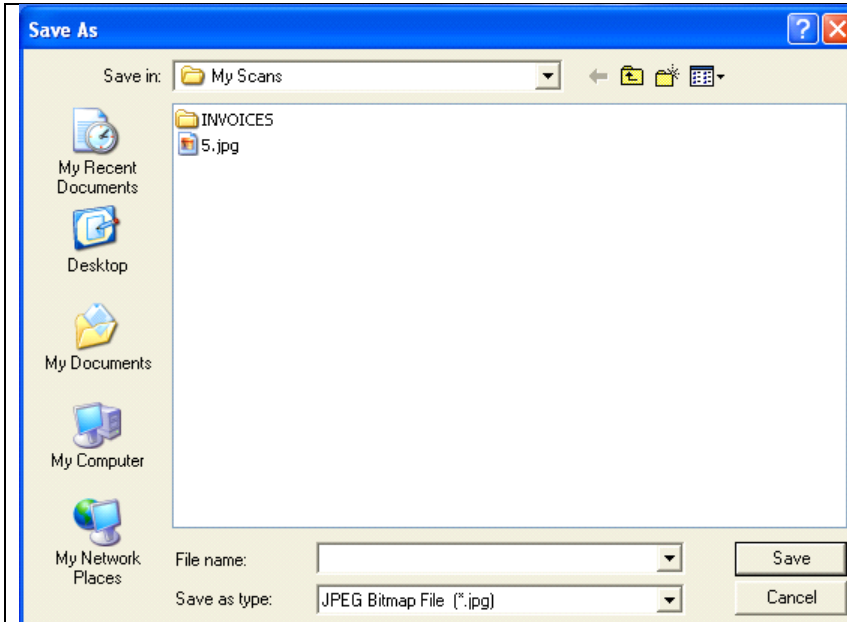 Save As
Save in: My Scans
INVOICES
5.jpg
My Recent
Documents
Desktop
My Documents
My Computer
My Network
Places
File name:
Save
Save as type: JPEG Bitmap File (*.jpg)
Cancel